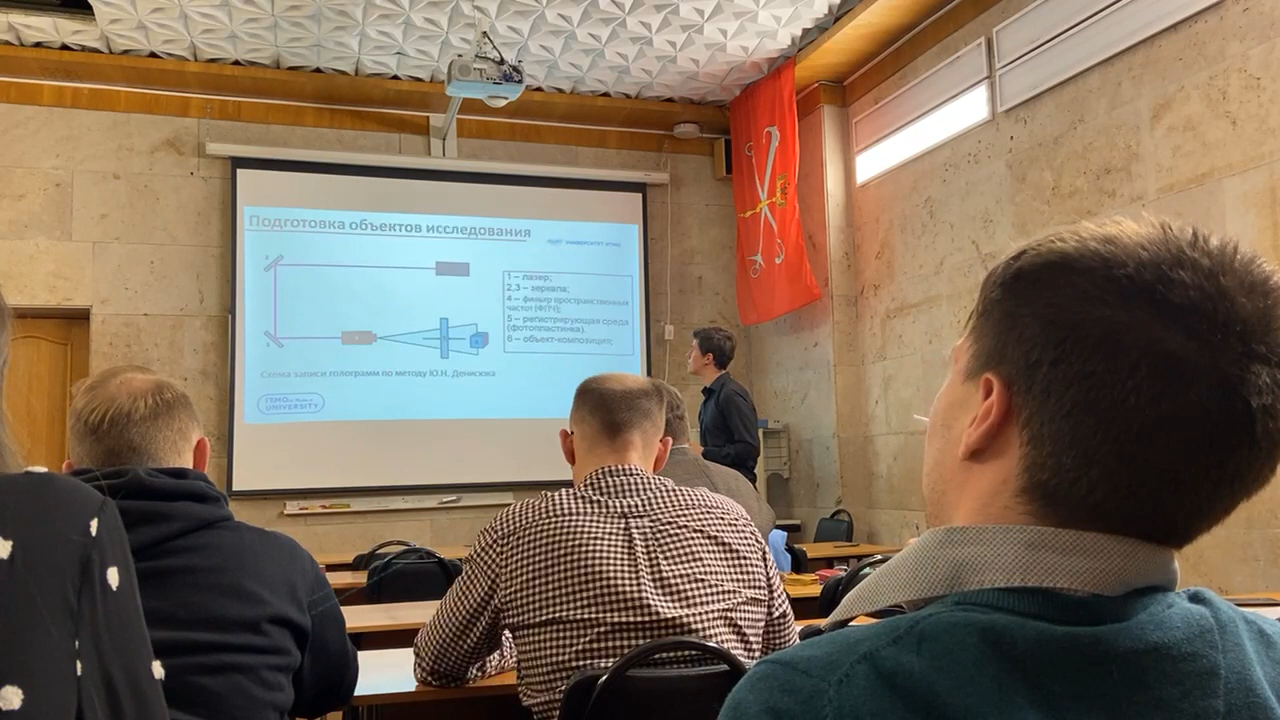 Подготовка объектов исследования
УНИВЕРСИТЕТ ИТМО
1 – лазер;
2,3 – зеркала;
4 – фильтр пространственных
частот (ФПЧ);
5 – регистрирующая среда
(фотопластинка).
6 – объект-композиция;
Схема записи голограмм по методу Ю.Н. Денисюка
UNIVERSITY